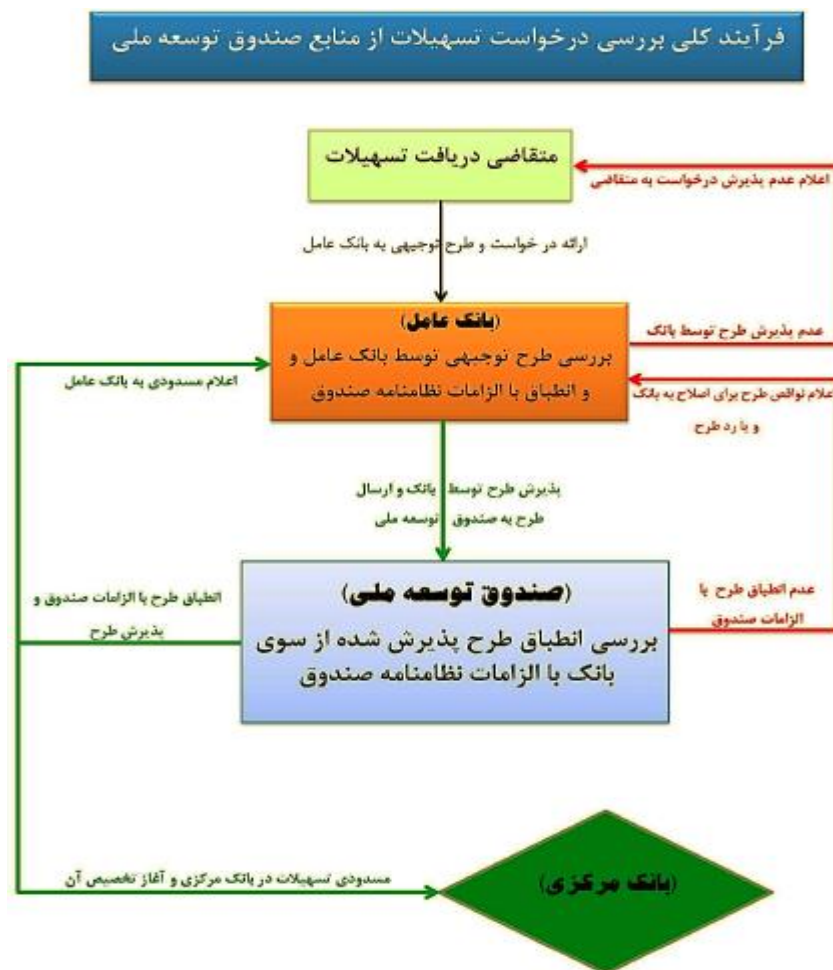 فرآیند کلی بررسی درخواست تسهیلات از منابع صندوق توسعه ملی
متقاضی دریافت تسهیلات
اعلام عدم پذیرش درخواست به متقاضی
ارائه در خواست و طرح توجیهی به بانک عامل
(بانک عامل)
بررسی طرح توجیهی توسط بانک عامل و
و انطباق با الزامات نظامنامه صندوق
عدم پذیرش طرح توسط بانک
علام نواقص طرح برای اصلاح به بانک
و یا رد طرح
اعلام مسدودی به بانک عامل
پذیرش طرح توسط بانک و ارسال
طرح به صندوق توسعه ملی
(صندوق توسعه ملی)
بررسی انطباق طرح پذیرش شده از سوی
بانک با الزامات نظامنامه صندوق
عدم انطباق طرح با
الزامات صندوق
انطباق طرح با الزامات صندوق و
پذیرش طرح
مسدودی تسهیلات در بانک مرکزی و آغاز تخصیص آن
(بانک مرکزی)